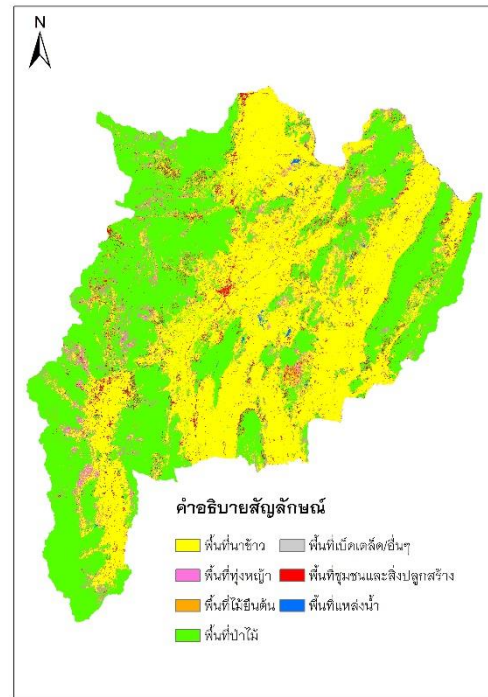 N
คำอธิบายสัญลักษณ์
พื้นที่นาข้าว
พื้นที่ทุ่งหญ้า
พื้นที่ไม้ยืนต้น
พื้นที่ป่าไม้
พื้นที่เบ็ดเตล็ด/อื่นๆ
พื้นที่ชุมชนและสิ่งปลูกสร้าง
พื้นที่แหล่งน้ำ